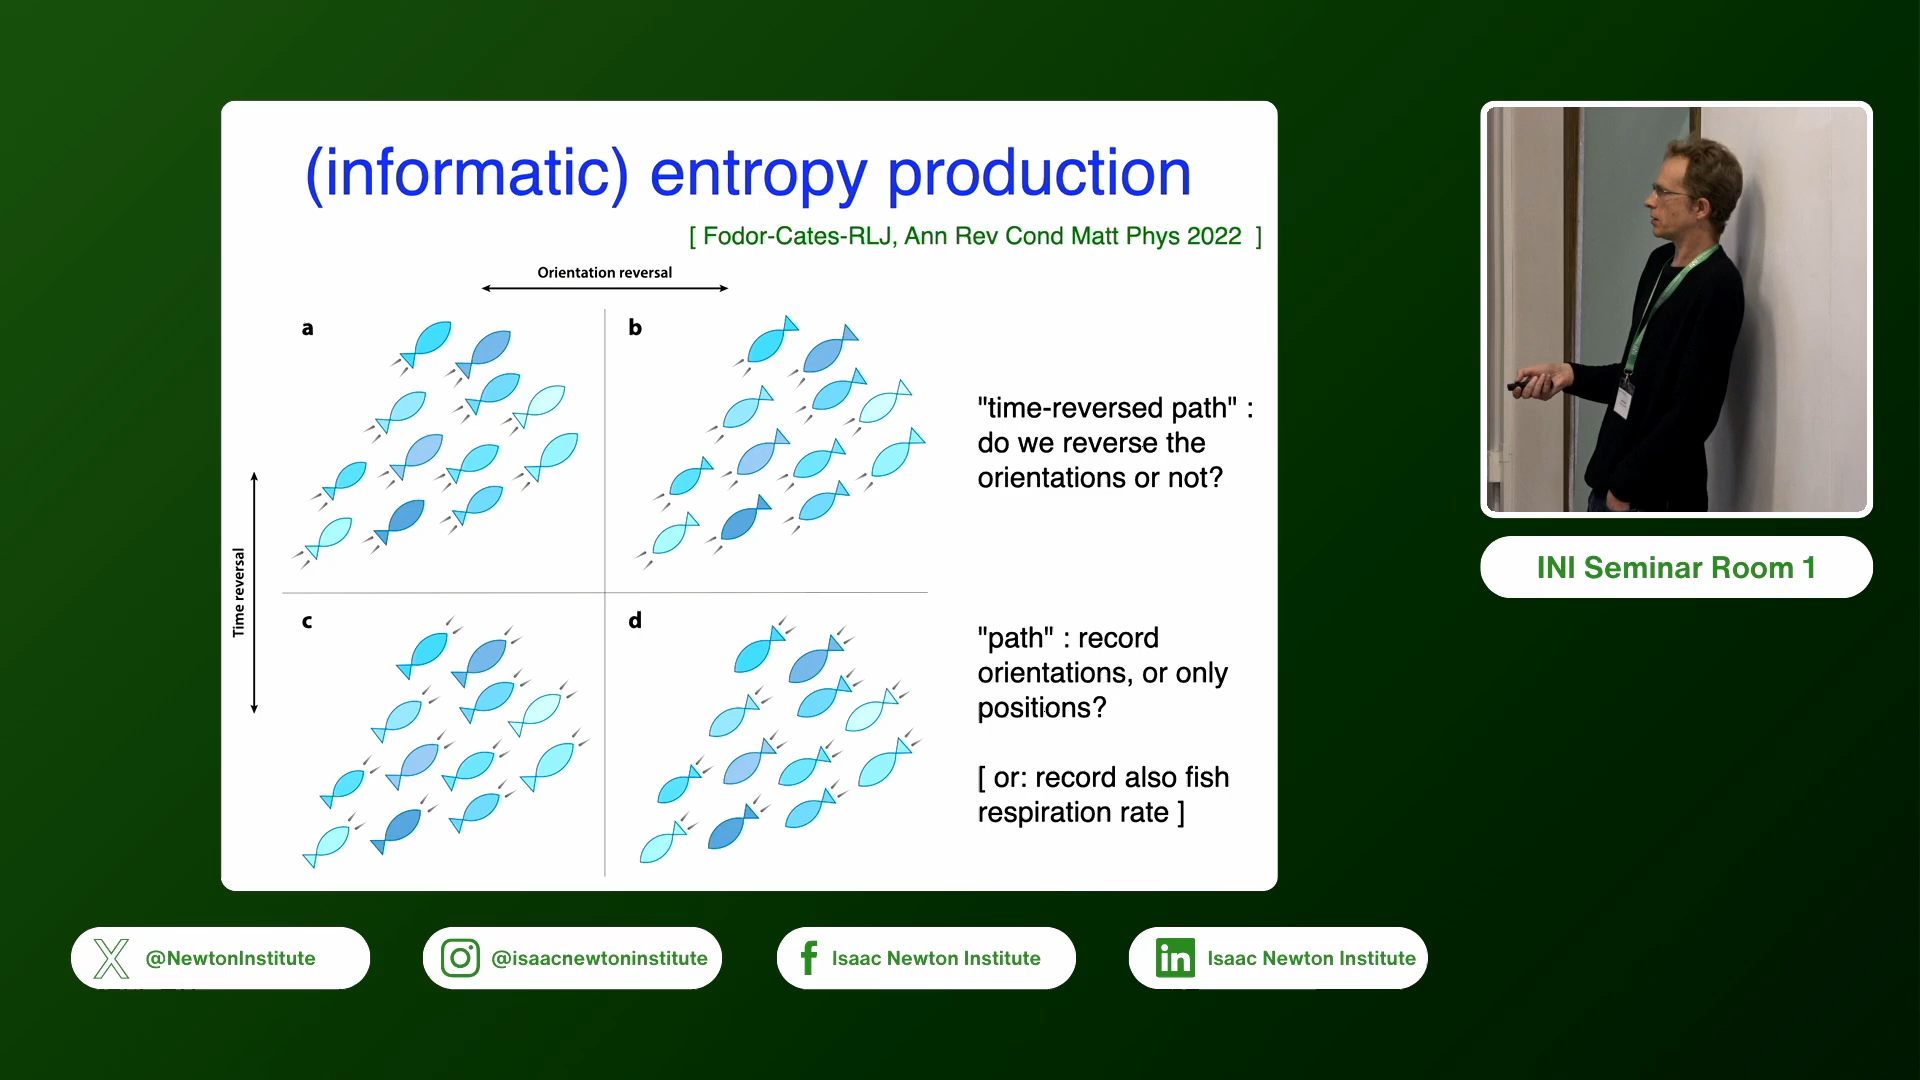 (informatic) entropy production
[ Fodor-Cates-RLJ, Ann Rev Cond Matt Phys 2022 ]
Orientation reversal
a
b
"time-reversed path" :
do we reverse the
orientations or not?
Time reversal
c
d
"path" : record
orientations, or only
positions?
[ or: record also fish
respiration rate ]
INI Seminar Room 1
@NewtonInstitute
@isaacnewtoninstitute
Isaac Newton Institute
Isaac Newton Institute